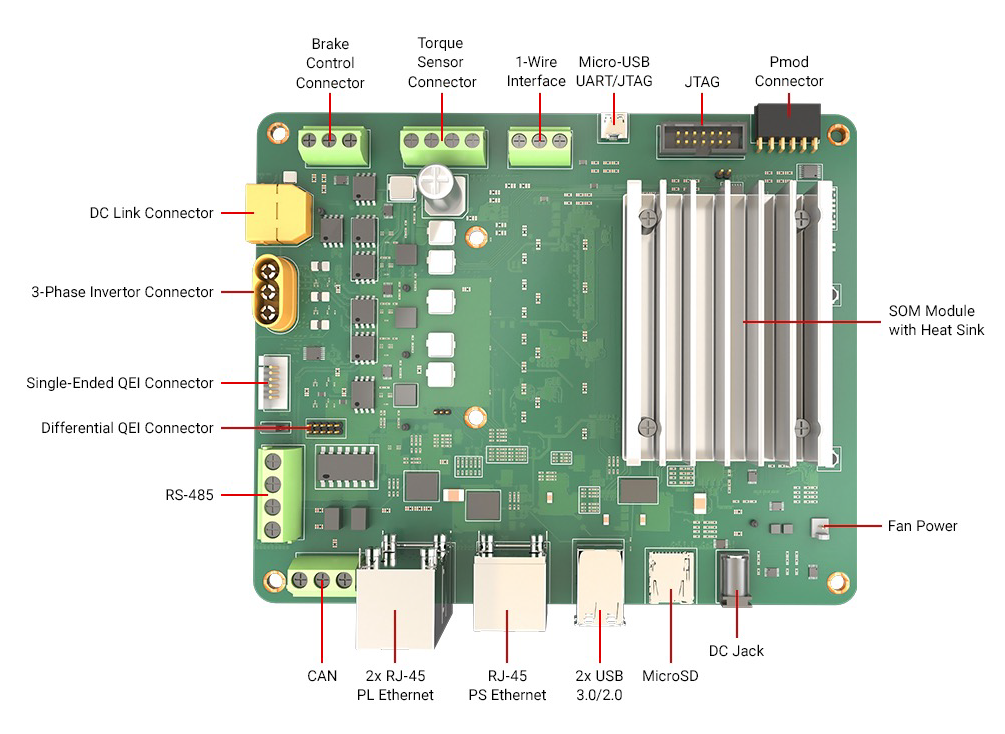 Brake
Control
Connector
Torque
Sensor
Connector
1-Wire
Interface
Micro-USB
UART/JTAG
JTAG
Pmod
Connector
DC Link Connector
3-Phase Invertor Connector
SOM Module
with Heat Sink
Single-Ended QEI Connector
Differential QEI Connector
RS-485
Fan Power
CAN
2x RJ-45
PL Ethernet
RJ-45
PS Ethernet
2x USB
3.0/2.0
MicroSD
DC Jack